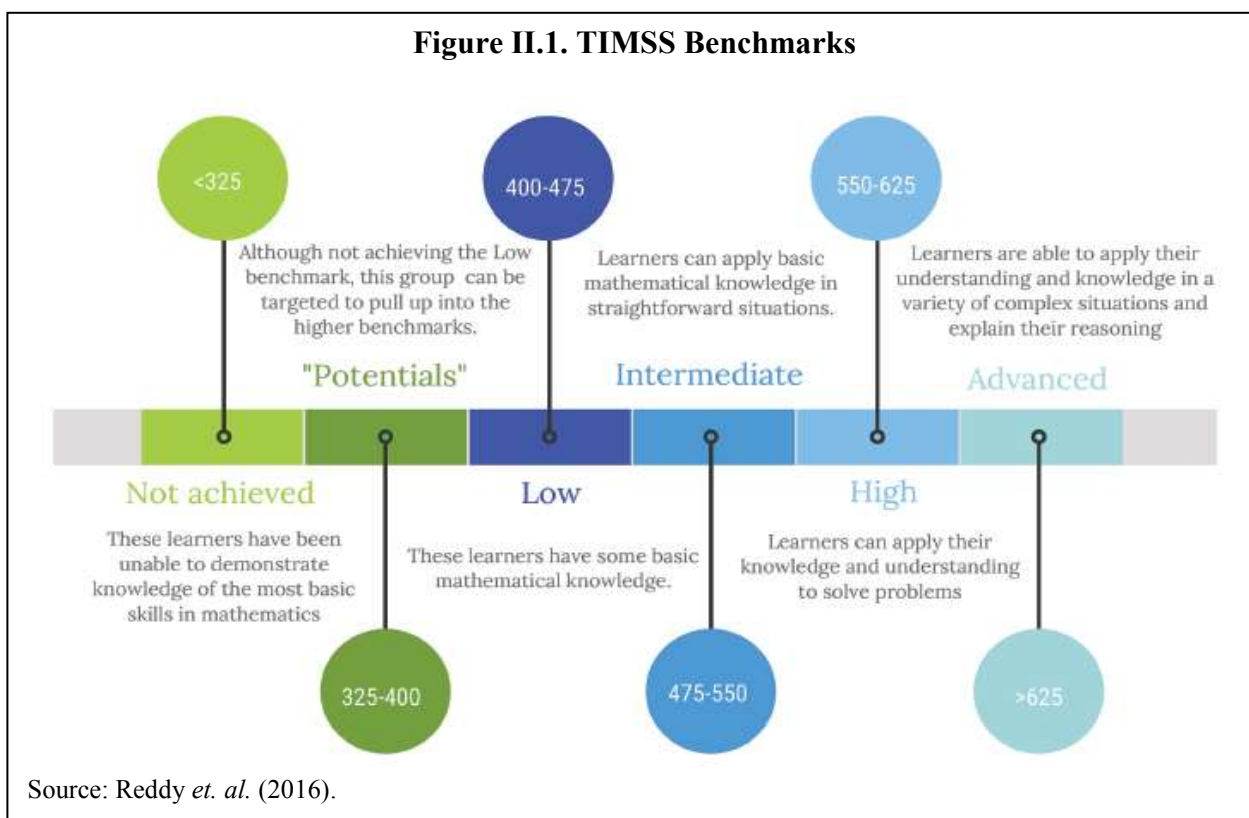 Figure II.1. TIMSS Benchmarks
<325
400-475
550-625
Although not achieving the Low
benchmark, this group can be
targeted to pull up into the
higher benchmarks.
Learners can apply basic
mathematical knowledge in
straightforward situations.
Learners are able to apply their
understanding and knowledge in a
variety of complex situations and
explain their reasoning
"Potentials"
Intermediate
Advanced
Not achieved
Low
High
These learners have been
unable to demonstrate
knowledge of the most basic
skills in mathematics
These learners have some basic
mathematical knowledge.
Learners can apply their
knowledge and understanding
to solve problems
325-400
475-550
>625
Source: Reddy et. al. (2016).